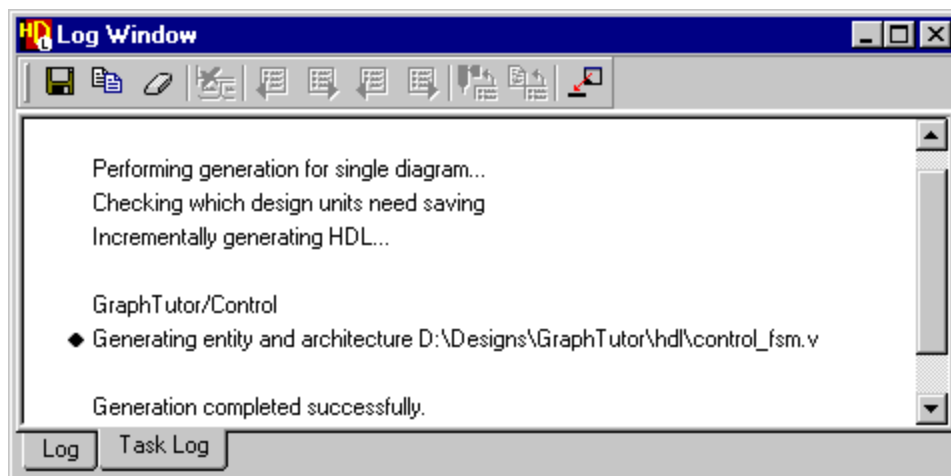 HDL Log Window
Performing generation for single diagram...
Checking which design units need saving
Incrementally generating HDL...
GraphTutor/Control
Generating entity and architecture D:\Designs\GraphTutor\hdl\control_fsm.v
Generation completed successfully.
Log Task Log